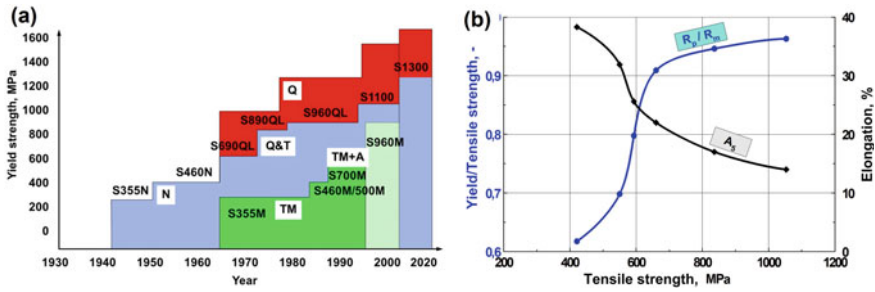 (a)
Yield strength, MPa
1600
1400
1200
1000
800
600
400
200
0
S355N
S460N
N
S690QL
S890QL
Q
S960QL
Q&T
S1100
S1300
TM+A
S960M
S700M
S460M/500M
S355M
TM
1930 1940 1950 1960 1970 1980 1990 2000 2020
Year
(b)
Yield/Tensile strength, -
0,9
0,8
0,7
0,6
Rp/Rm
A5
40
30
20
10
0
Elongation, %
200 400 600 800 1000 1200
Tensile strength, MPa